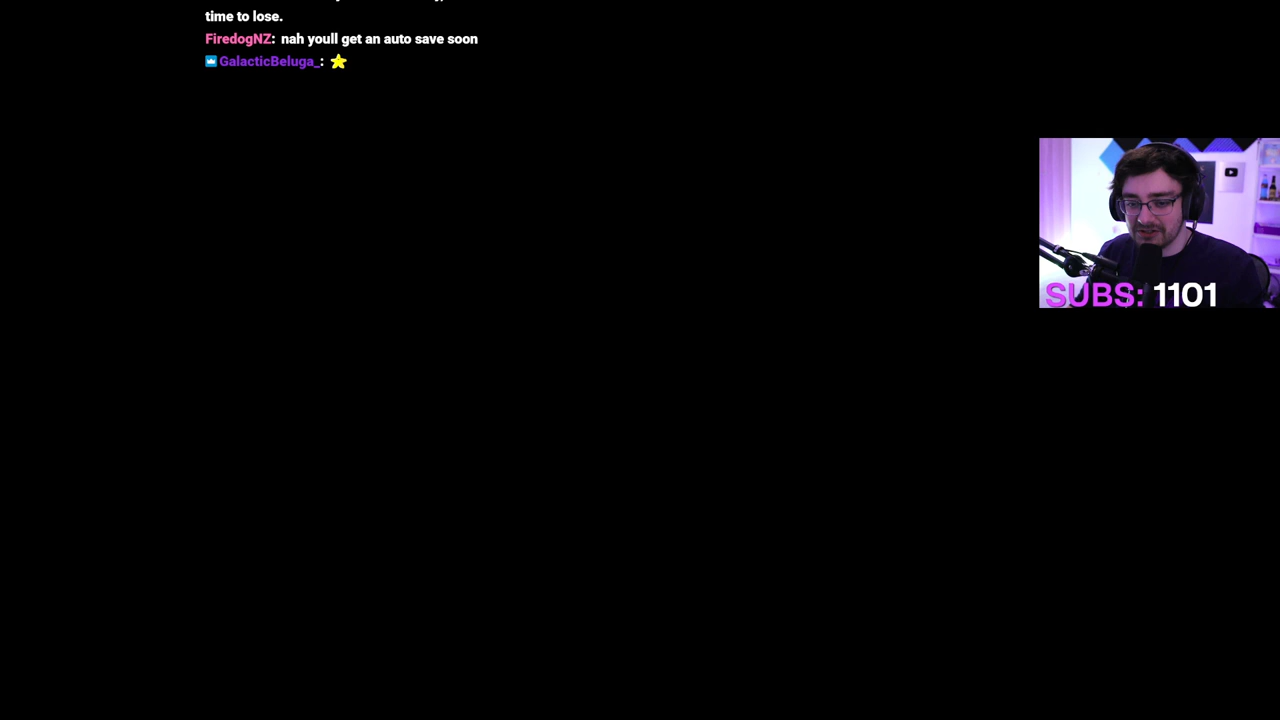 time to lose.
FiredogNZ: nah youll get an auto save soon
GalacticBeluga_: ⭐
SUBS: 1101